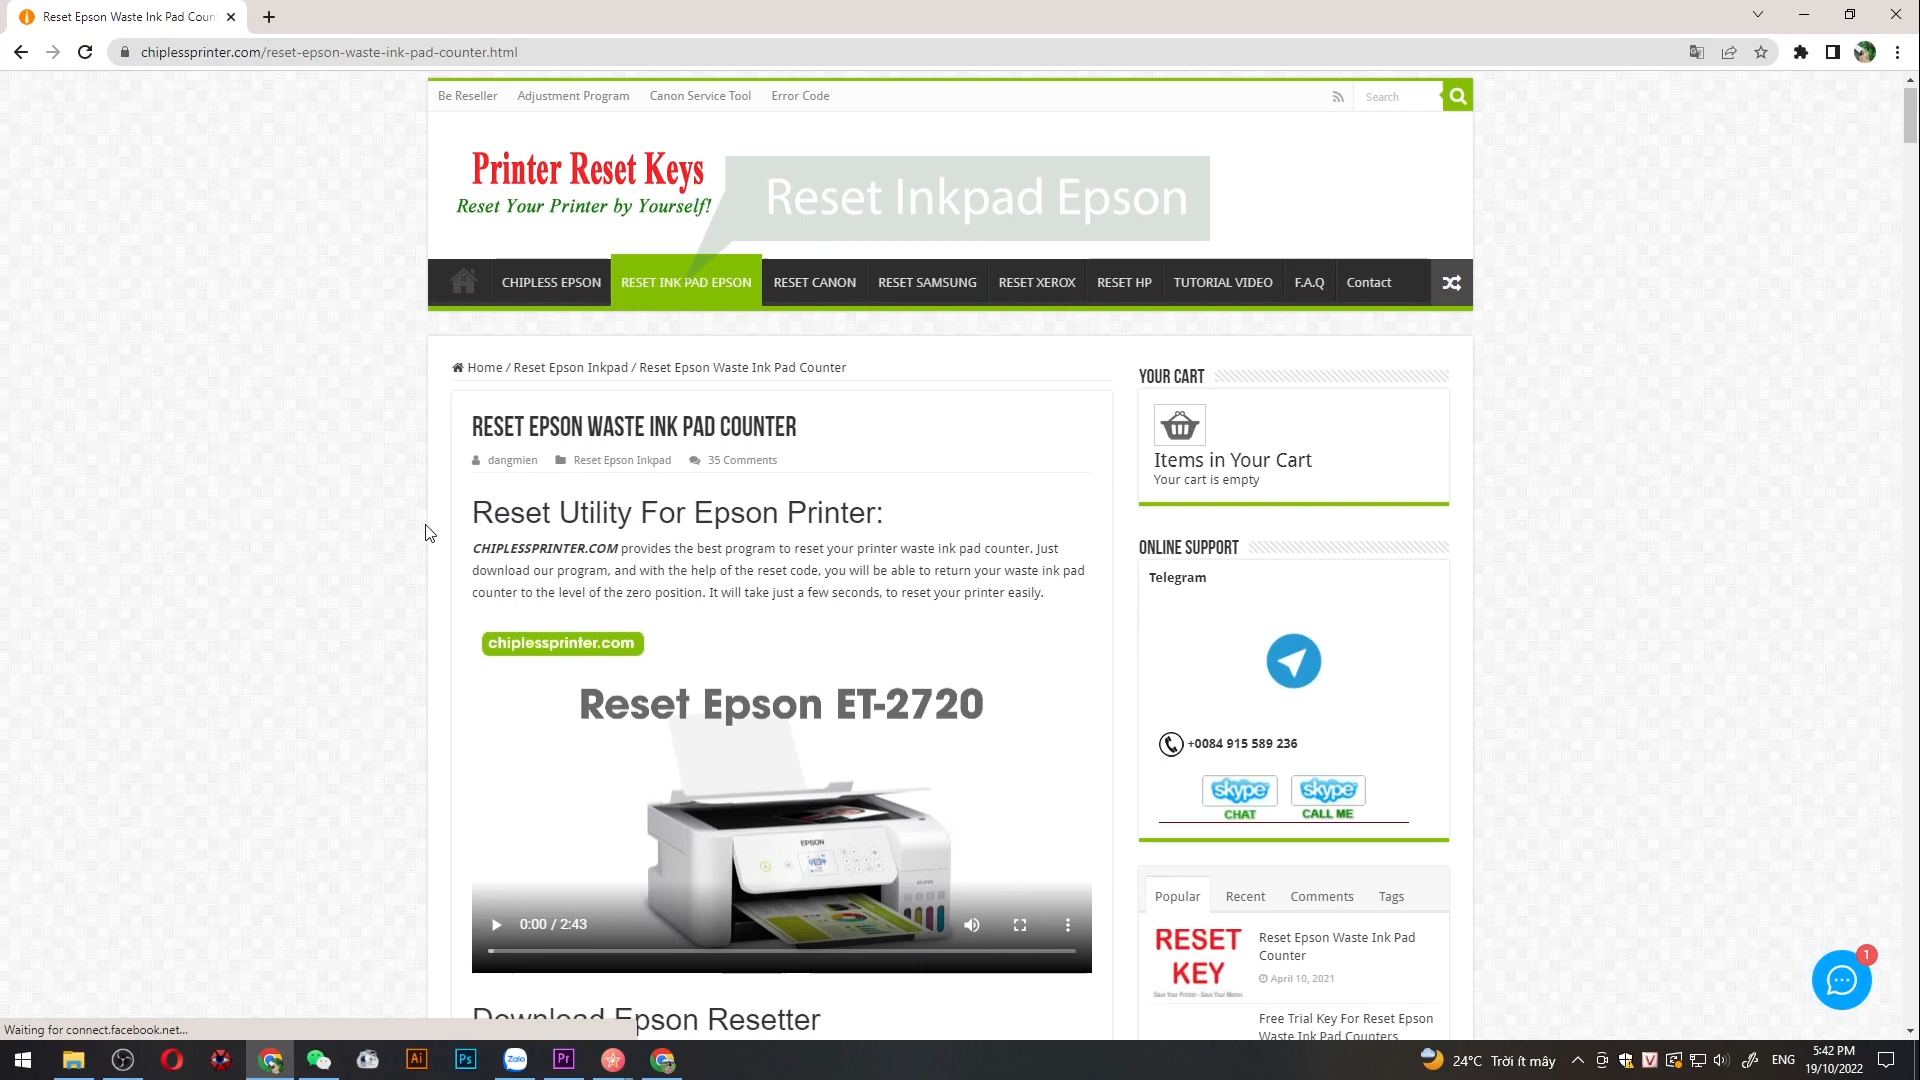 Reset Epson Waste Ink Pad Coun
chiplessprinter.com/reset-epson-waste-ink-pad-counter.html
Be Reseller Adjustment Program Canon Service Tool Error Code
Search
Printer Reset Keys
Reset Your Printer by Yourself!
Reset Inkpad Epson
CHIPLESS EPSON RESET INK PAD EPSON RESET CANON RESET SAMSUNG RESET XEROX RESET HP TUTORIAL VIDEO F.A.Q Contact
Home / Reset Epson Inkpad / Reset Epson Waste Ink Pad Counter
RESET EPSON WASTE INK PAD COUNTER
dangmien Reset Epson Inkpad 35 Comments
Reset Utility For Epson Printer:
CHIPLESSPRINTER.COM provides the best program to reset your printer waste ink pad counter. Just
download our program, and with the help of the reset code, you will be able to return your waste ink pad
counter to the level of the zero position. It will take just a few seconds, to reset your printer easily.
chiplessprinter.com
Reset Epson ET-2720
EPSON
0:00 / 2:43
Download Epson Resetter
YOUR CART
Items in Your Cart
Your cart is empty
ONLINE SUPPORT
Telegram
+0084 915 589 236
skype skype
CHAT CALL ME
Popular Recent Comments Tags
RESET
KEY
Save Your Printer - Save Your Money
Reset Epson Waste Ink Pad
Counter
April 10, 2021
Free Trial Key For Reset Epson
Waste Ink Pad Counters
1
Waiting for connect.facebook.net...
Ai
Ps
Zalo
Pr
24°C Trời ít mây
V
ENG
5:42 PM
19/10/2022